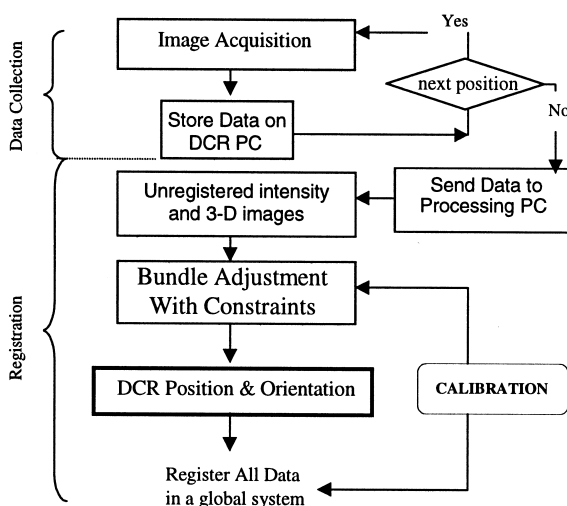 Yes
Image Acquisition
Data Collection
next position
No
Store Data on
DCR PC
Send Data to
Processing PC
Unregistered intensity
and 3-D images
Bundle Adjustment
With Constraints
Registration
DCR Position & Orientation
CALIBRATION
Register All Data
in a global system